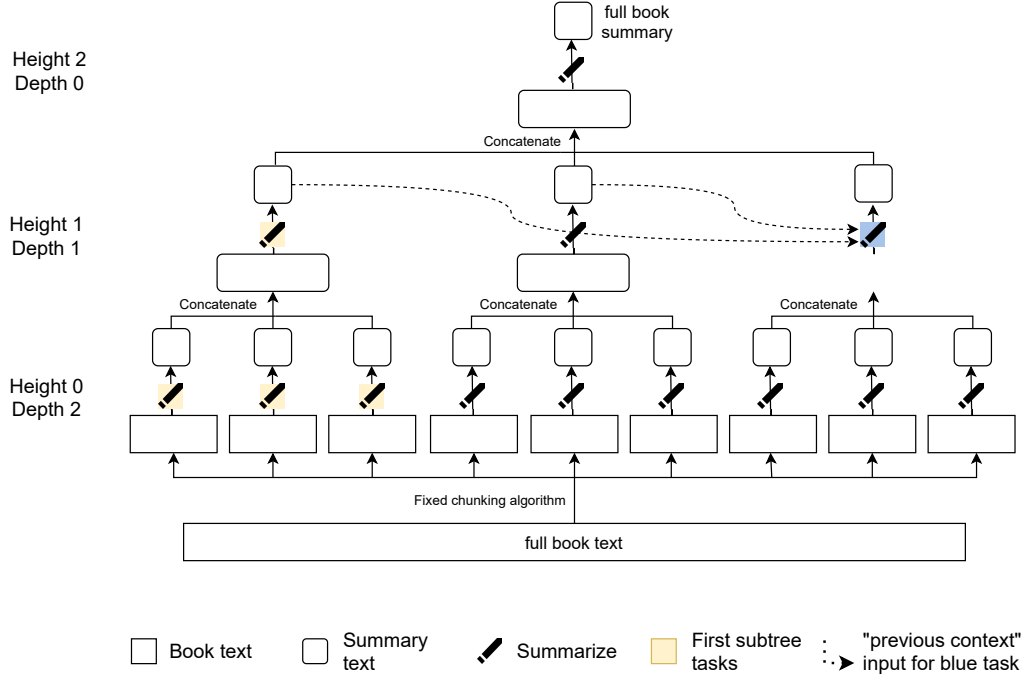 full book
summary
Height 2
Depth 0
Concatenate
Height 1
Depth 1
Concatenate
Concatenate
Concatenate
Height 0
Depth 2
Fixed chunking algorithm
full book text
Book text
Summary
text
Summarize
First subtree
tasks
"previous context"
input for blue task